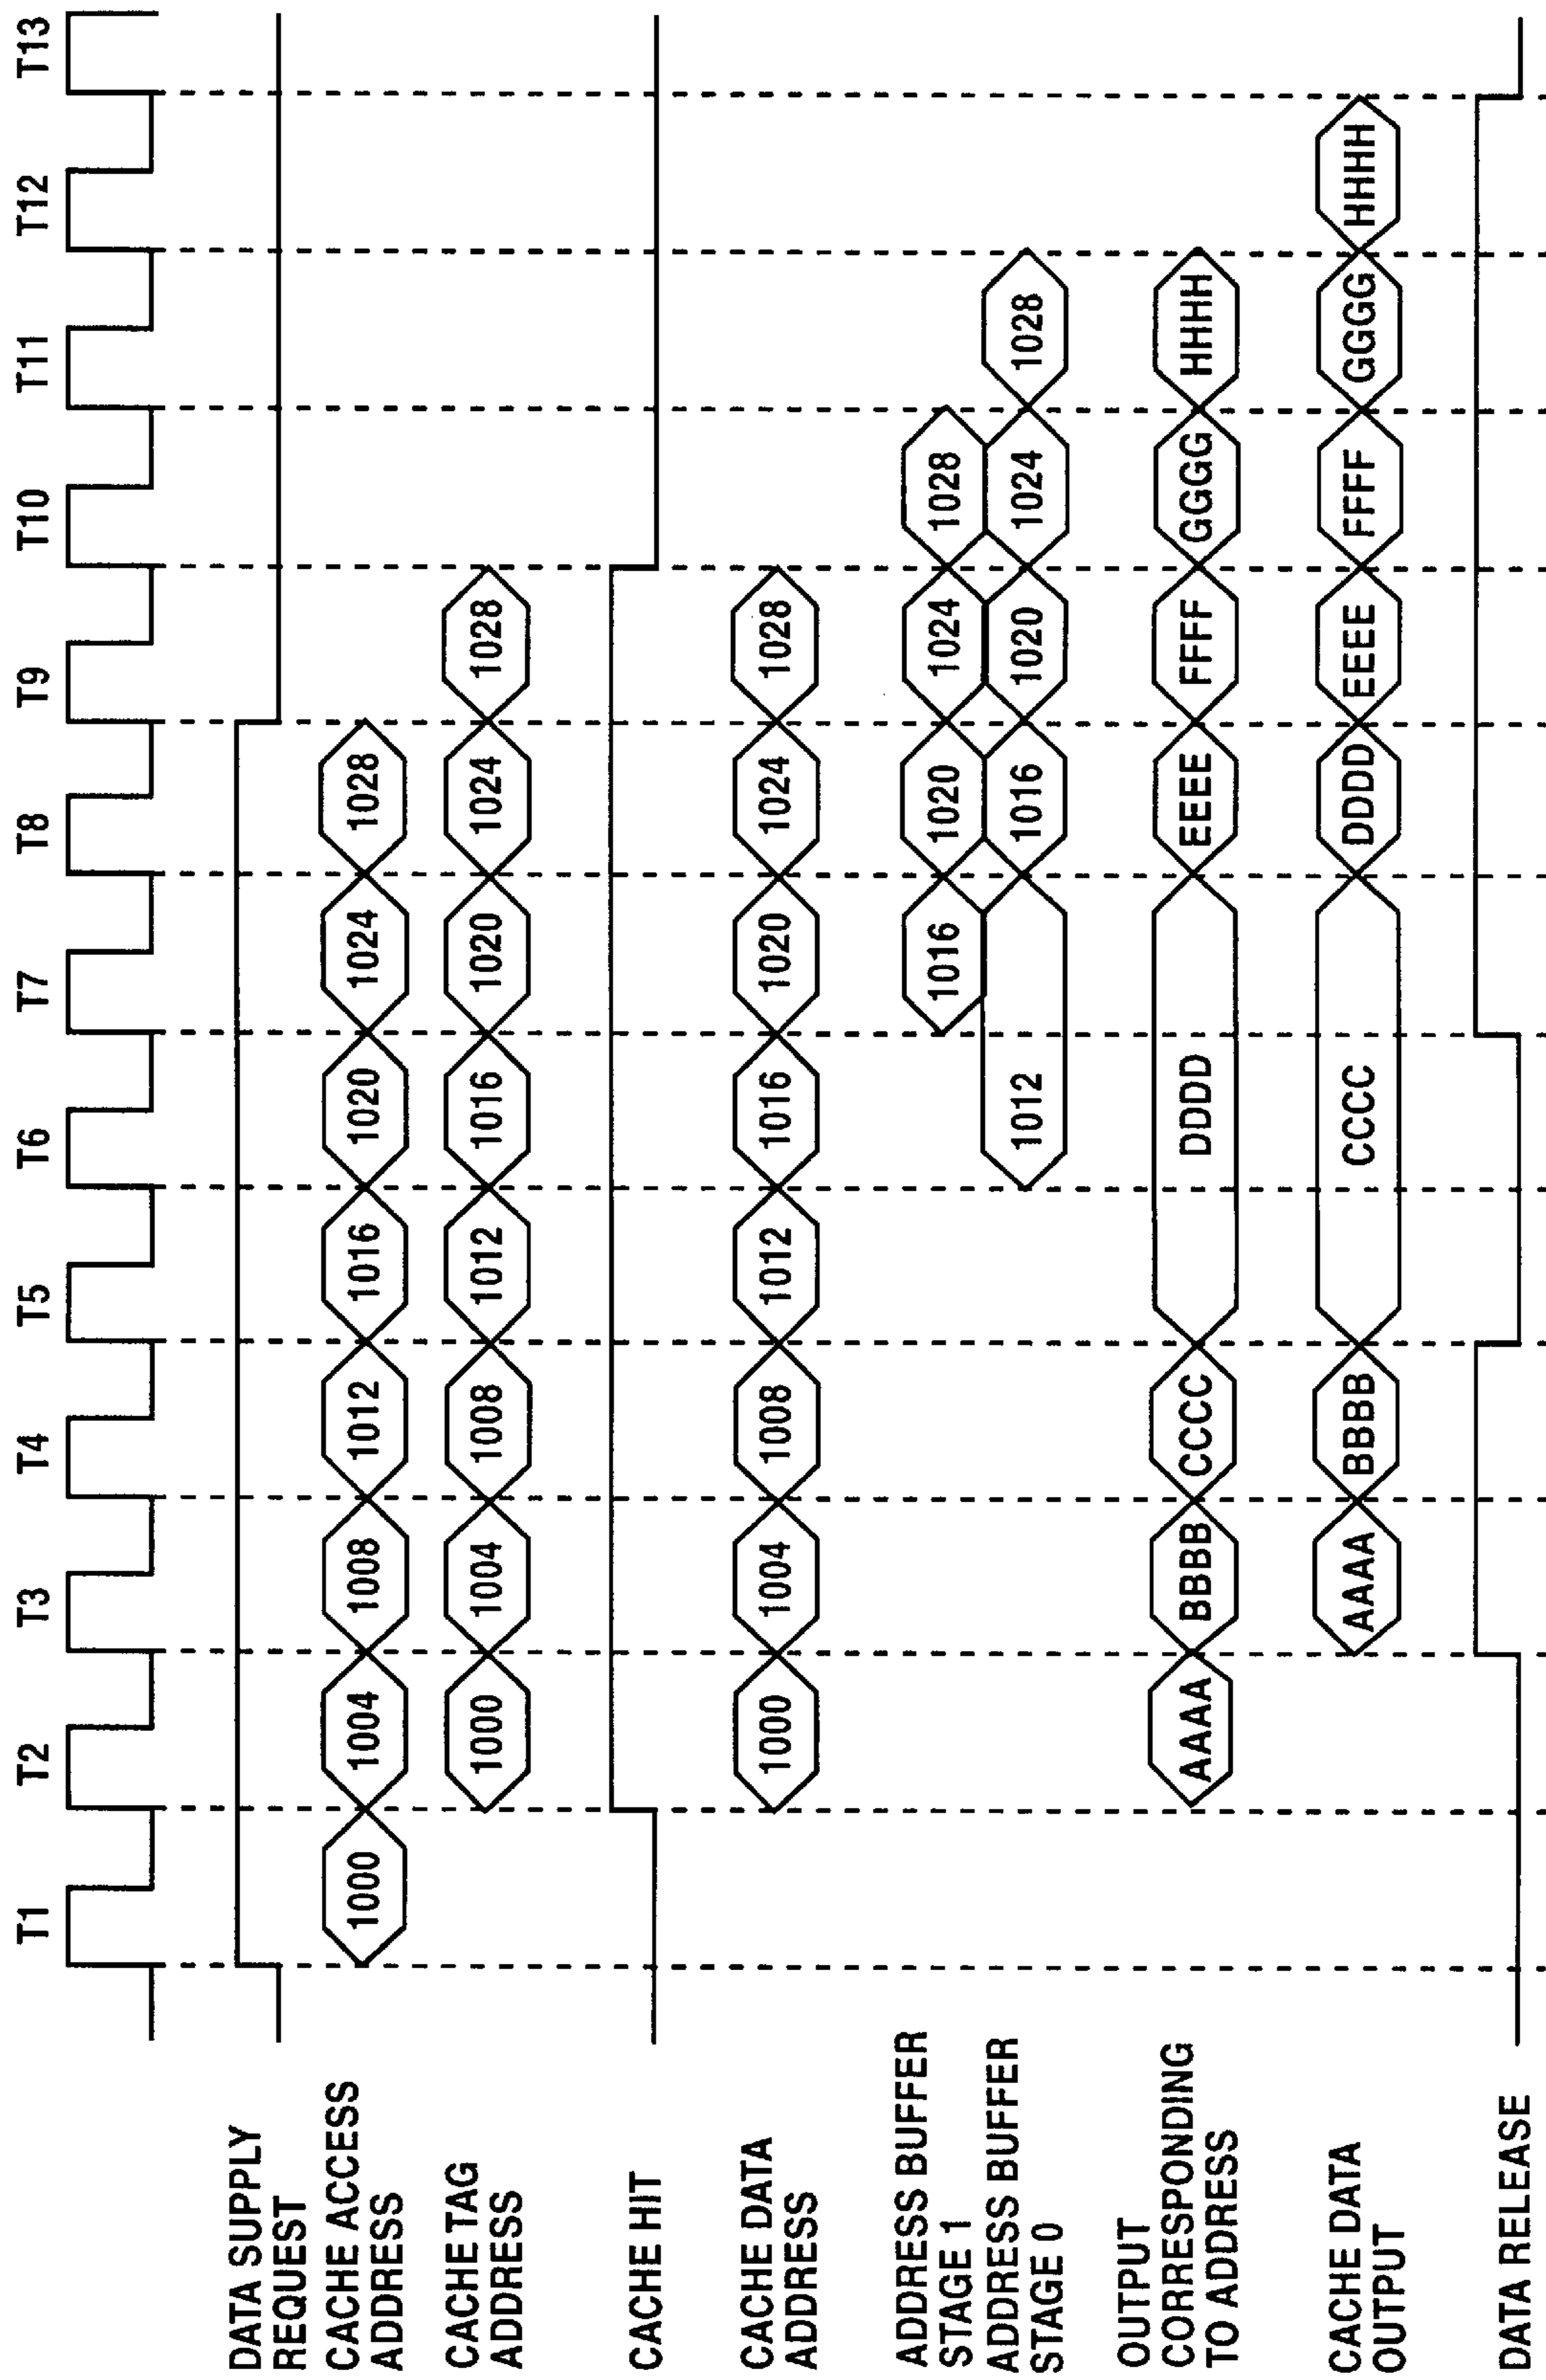 T1 T2 T3 T4 T5 T6 T7 T8 T9 T10 T11 T12 T13
DATA SUPPLY
REQUEST
CACHE ACCESS
ADDRESS
1000 1004 1008 1012 1016 1020 1024 1028
CACHE TAG
ADDRESS
1000 1004 1008 1012 1016 1020 1024 1028
CACHE HIT
CACHE DATA
ADDRESS
1000 1004 1008 1012 1016 1020 1024 1028
ADDRESS BUFFER
STAGE 1
1016 1020 1024 1028
ADDRESS BUFFER
STAGE 0
1012 1016 1020 1024 1028
OUTPUT
CORRESPONDING
TO ADDRESS
AAAA BBBB CCCC DDDD EEEE FFFF GGGG HHHH
CACHE DATA
OUTPUT
AAAA BBBB CCCC DDDD EEEE FFFF GGGG HHHH
DATA RELEASE